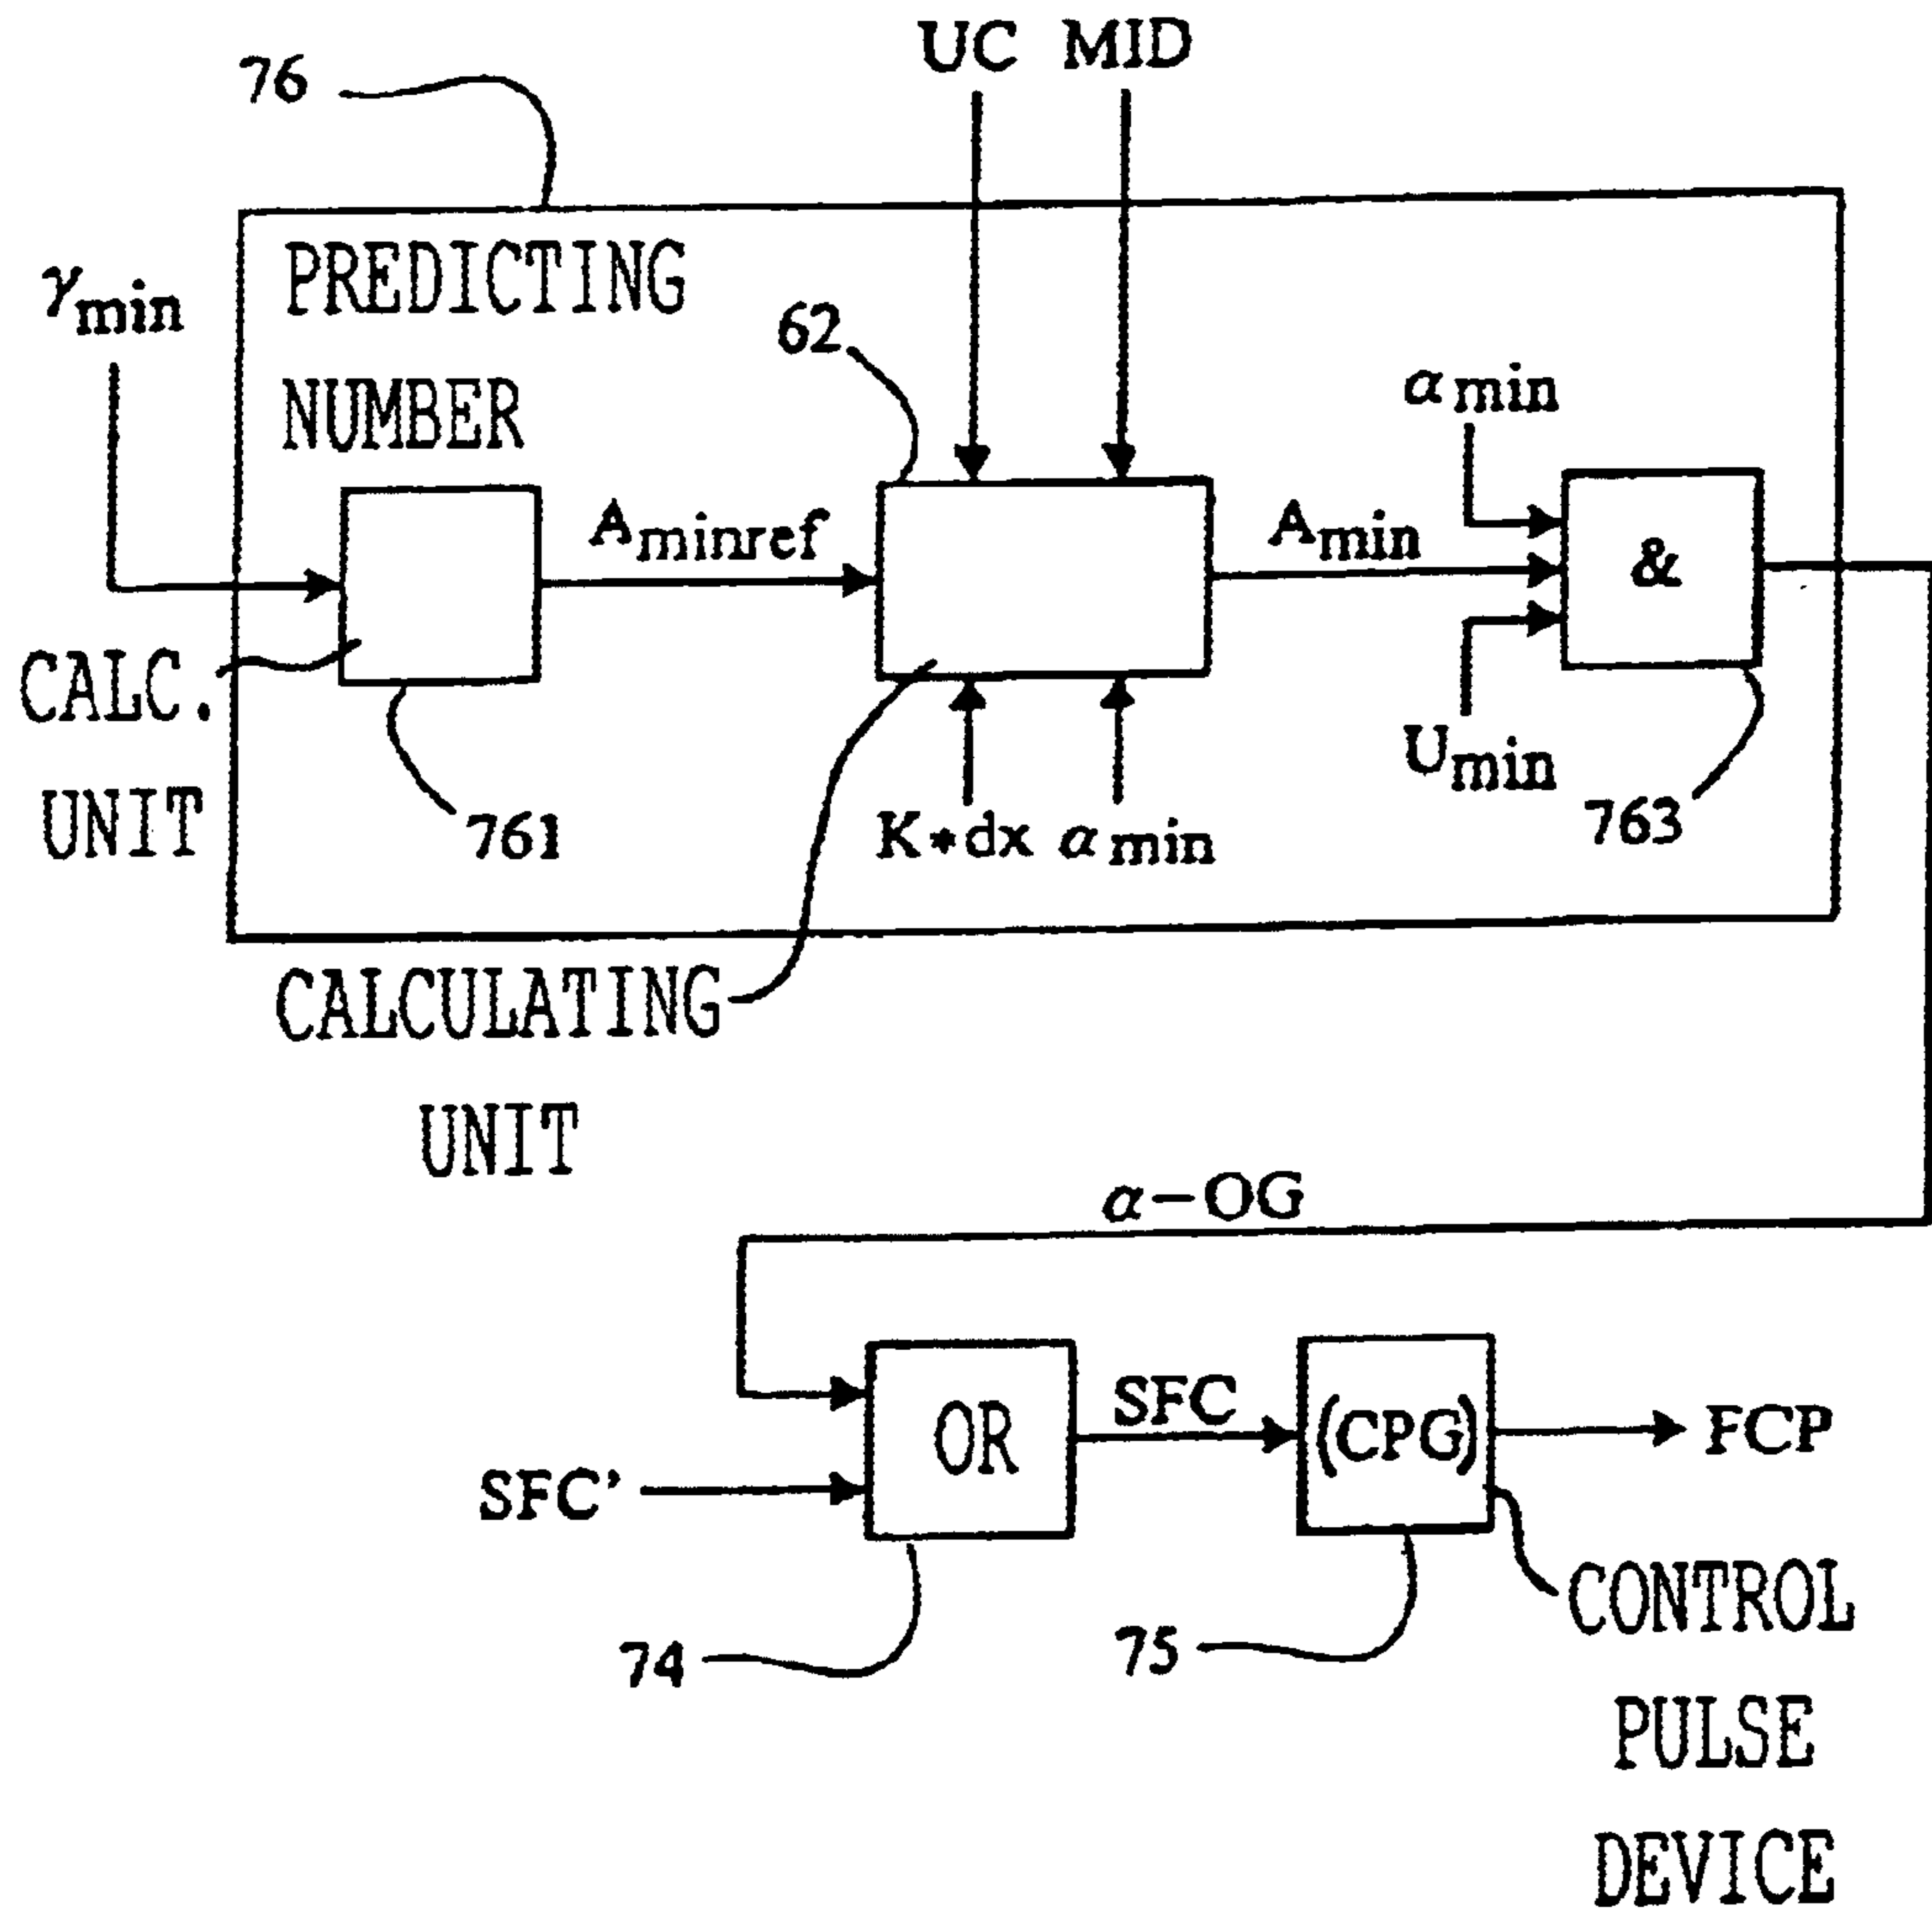 UC MID
76
PREDICTING
NUMBER
γmin
62
αmin
Aminref
Amin
&
CALC.
UNIT
761
K*dx αmin
Umin
763
CALCULATING
UNIT
α-OG
OR
SFC
(CPG)
FCP
SFC'
74
75
CONTROL
PULSE
DEVICE